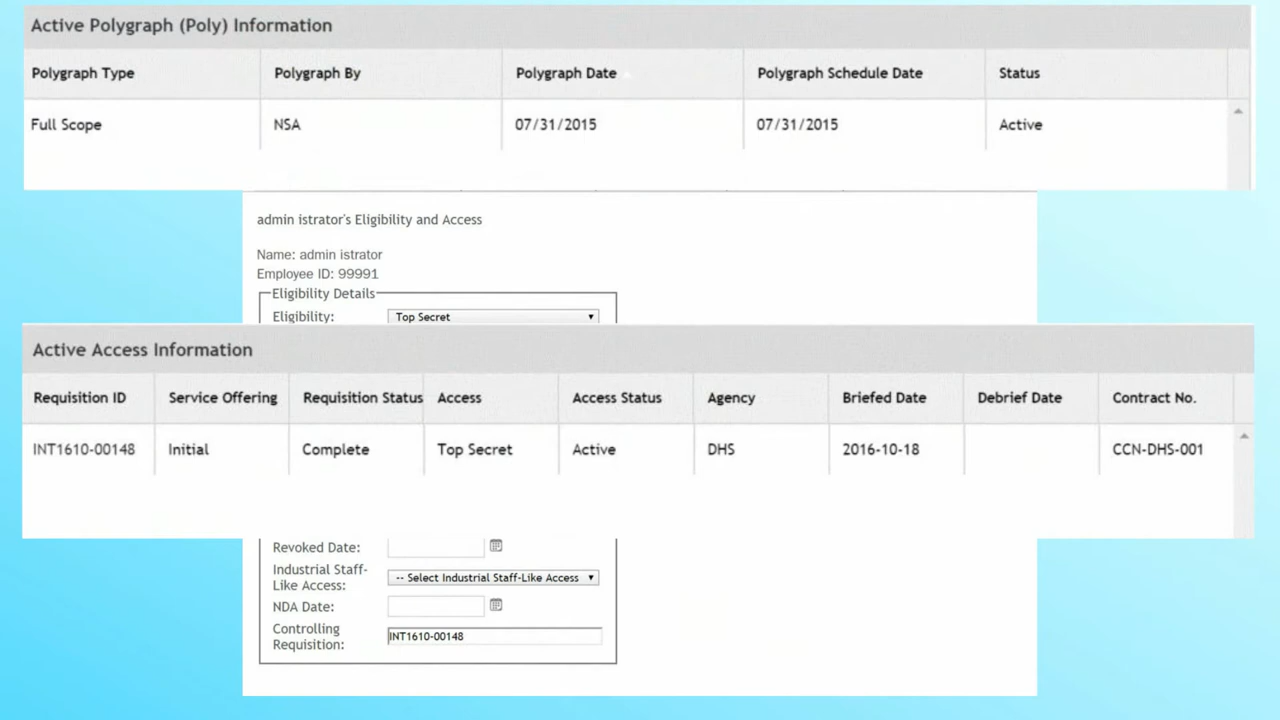 Active Polygraph (Poly) Information
Polygraph Type Polygraph By Polygraph Date Polygraph Schedule Date Status
Full Scope NSA 07/31/2015 07/31/2015 Active
admin istrator's Eligibility and Access
Name: admin istrator
Employee ID: 99991
Eligibility Details
Eligibility: Top Secret
Active Access Information
Requisition ID Service Offering Requisition Status Access Access Status Agency Briefed Date Debrief Date Contract No.
INT1610-00148 Initial Complete Top Secret Active DHS 2016-10-18 CCN-DHS-001
Revoked Date:
Industrial Staff-
Like Access: -- Select Industrial Staff-Like Access
NDA Date:
Controlling
Requisition: INT1610-00148